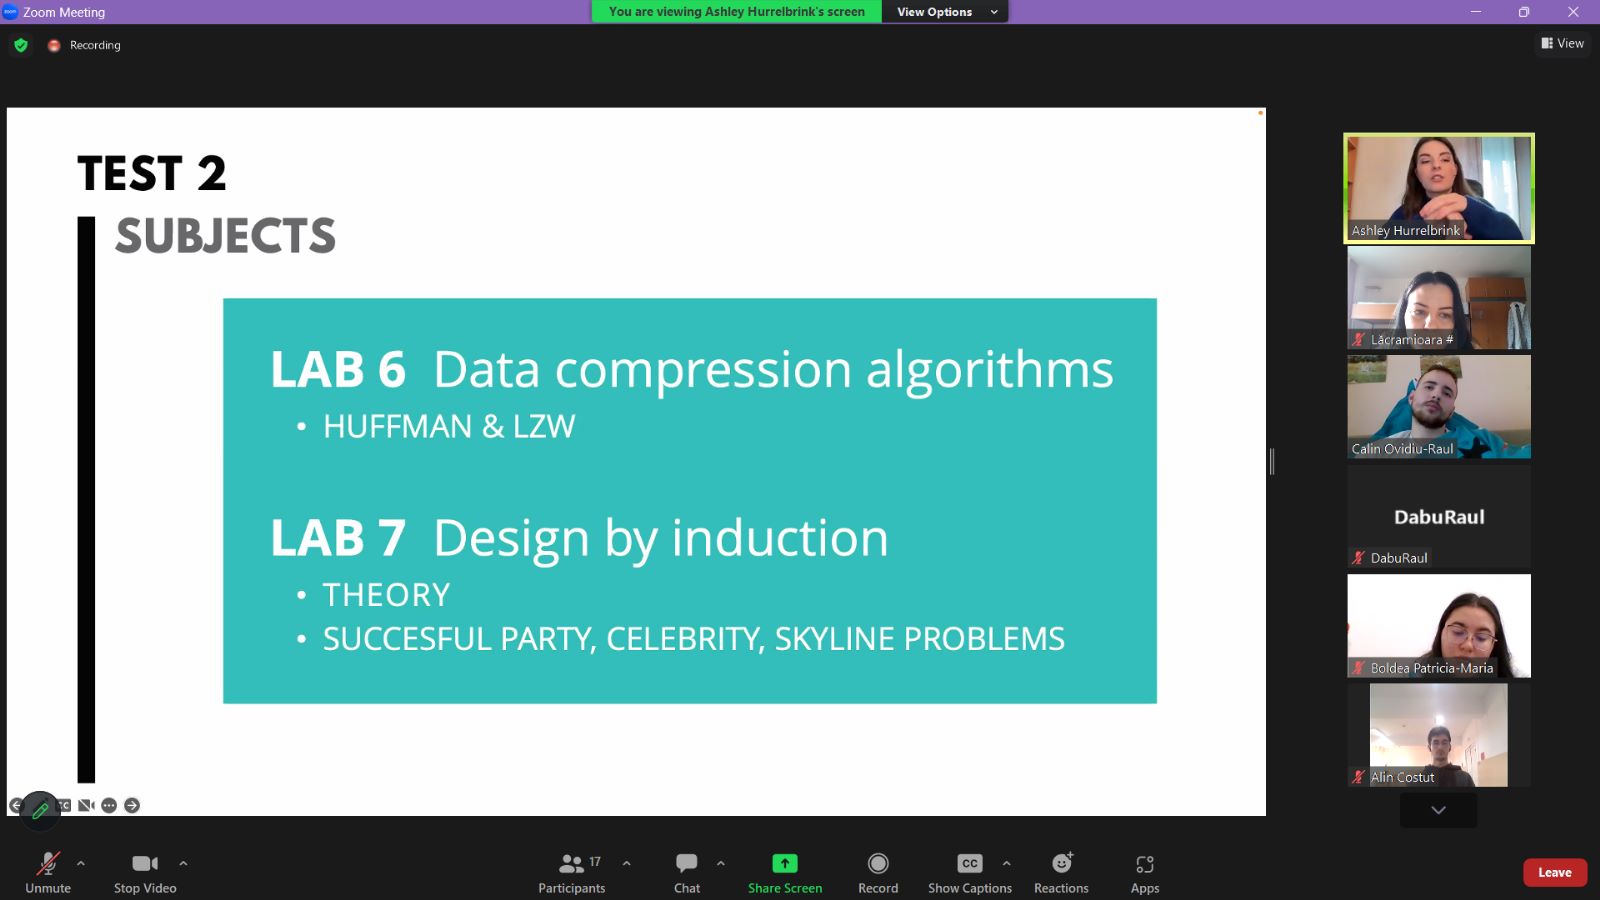 Zoom Meeting
You are viewing Ashley Hurrelbrink's screen
View Options
Recording
View
TEST 2
SUBJECTS
LAB 6 Data compression algorithms
• HUFFMAN & LZW
LAB 7 Design by induction
• THEORY
• SUCCESFUL PARTY, CELEBRITY, SKYLINE PROBLEMS
Ashley Hurrelbrink
Lăcramioara #
Calin Ovidiu-Raul
DabuRaul
DabuRaul
Boldea Patricia-Maria
Alin Costut
Unmute
Stop Video
17
Participants
Chat
Share Screen
Record
CC
Show Captions
Reactions
Apps
Leave